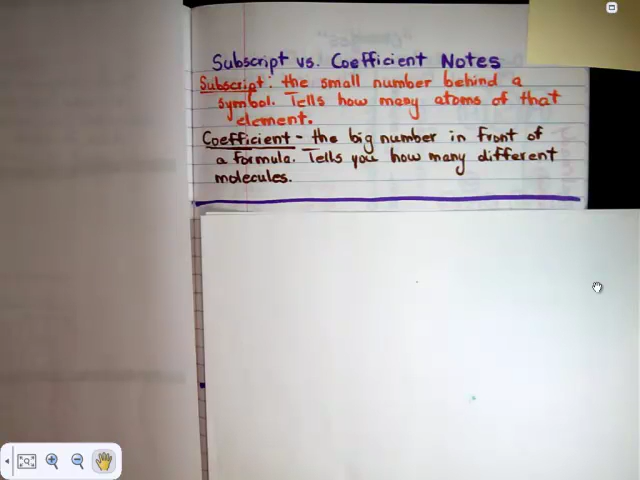 Subscript vs. Coefficient Notes
Subscript: the small number behind a
symbol. Tells how many atoms of that
element.
Coefficient - the big number in front of
a formula. Tells you how many different
molecules.